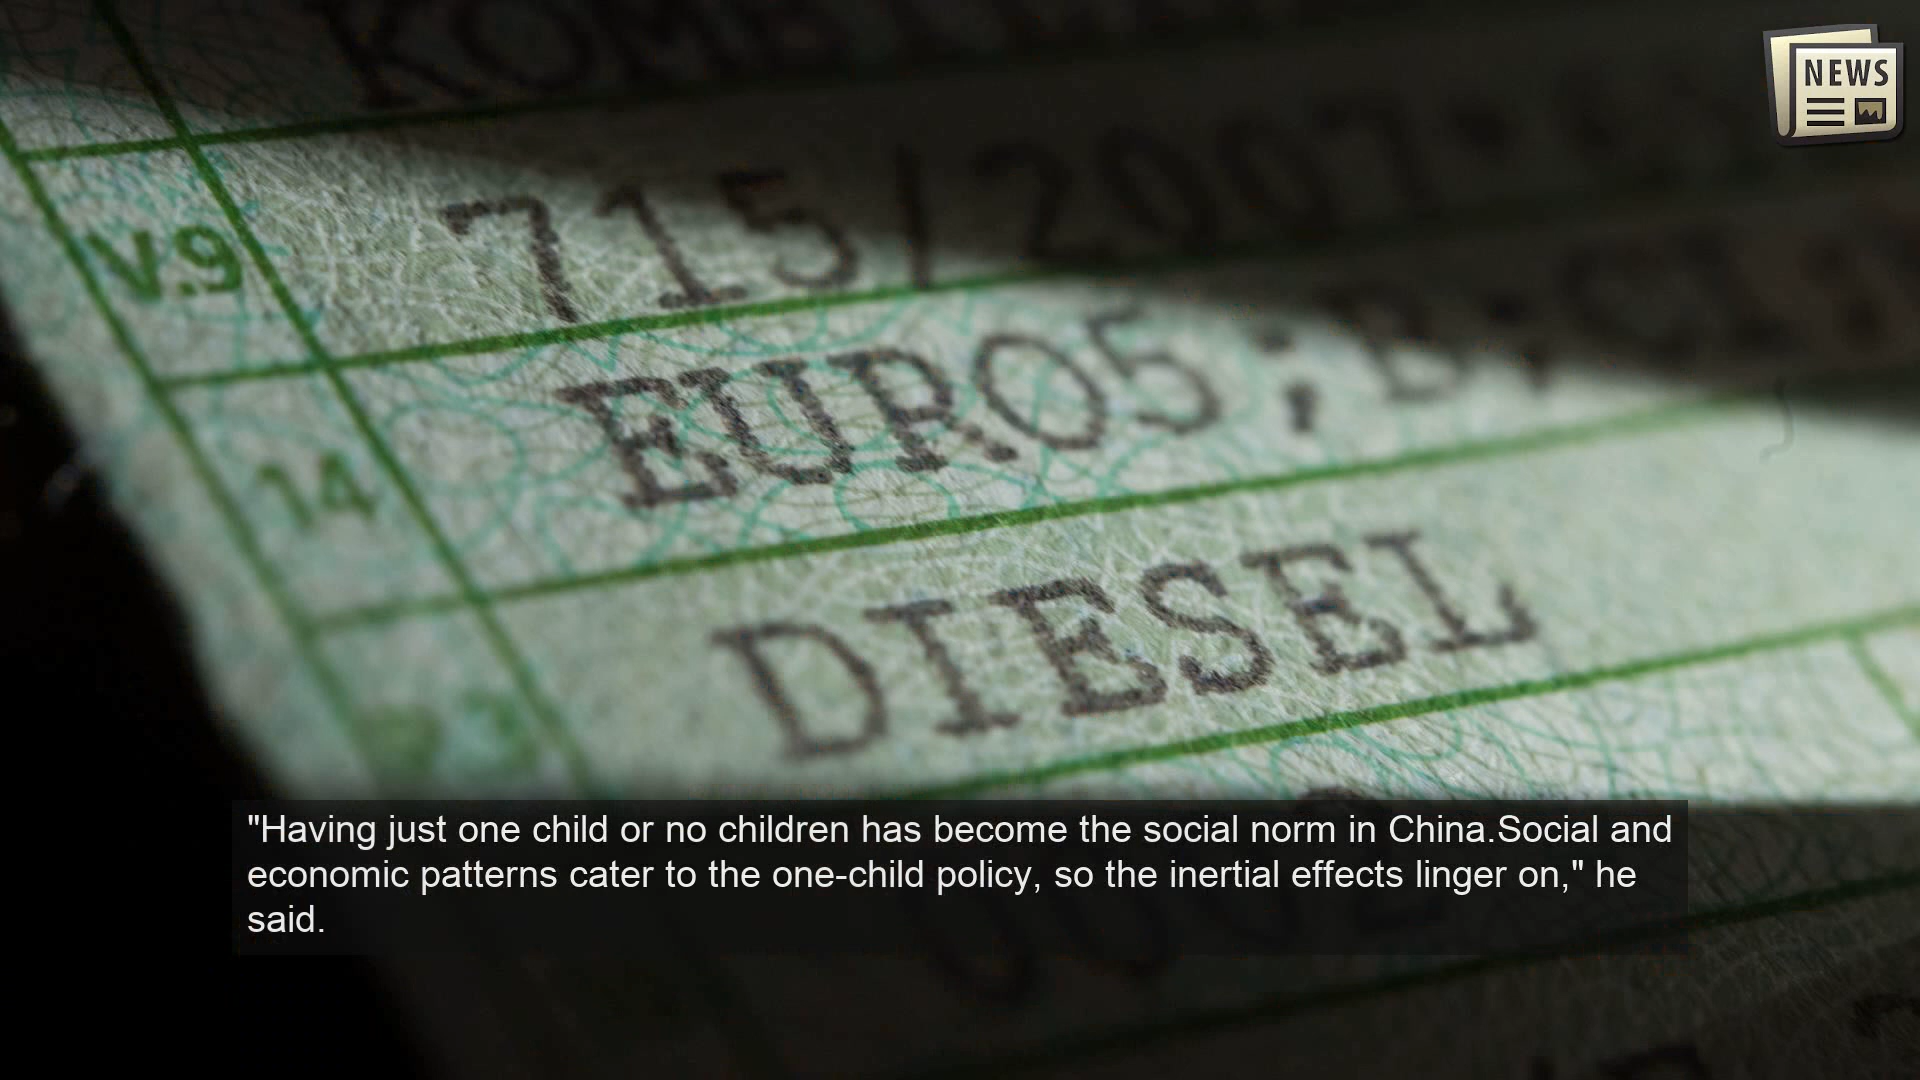 NEWS
V.9
715/2007
14
EURO5;
DIESEL
"Having just one child or no children has become the social norm in China.Social and
economic patterns cater to the one-child policy, so the inertial effects linger on," he
said.